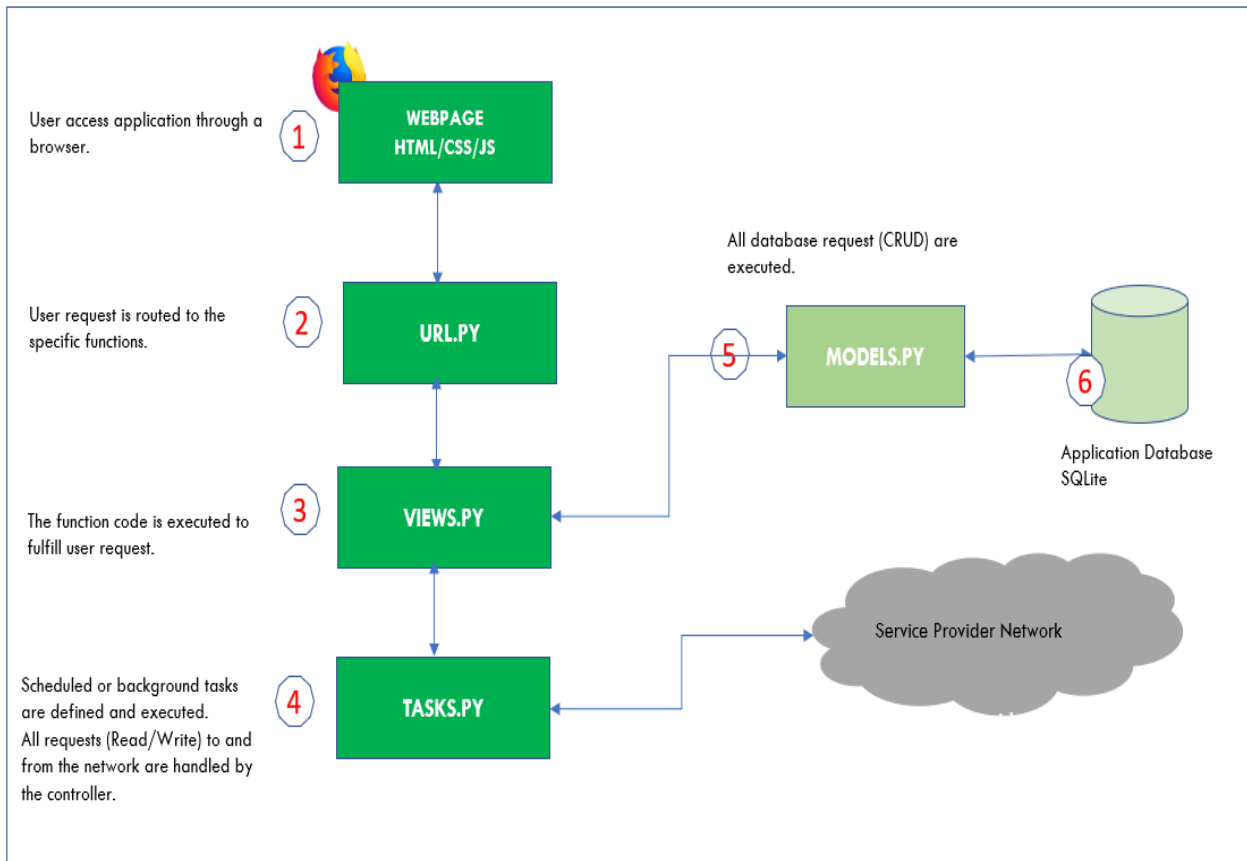 User access application through a
browser.
1
WEBPAGE
HTML/CSS/JS
User request is routed to the
specific functions.
2
URL.PY
All database request (CRUD) are
executed.
5
MODELS.PY
6
Application Database
SQLite
The function code is executed to
fulfill user request.
3
VIEWS.PY
Service Provider Network
Scheduled or background tasks
are defined and executed.
All requests (Read/Write) to and
from the network are handled by
the controller.
4
TASKS.PY